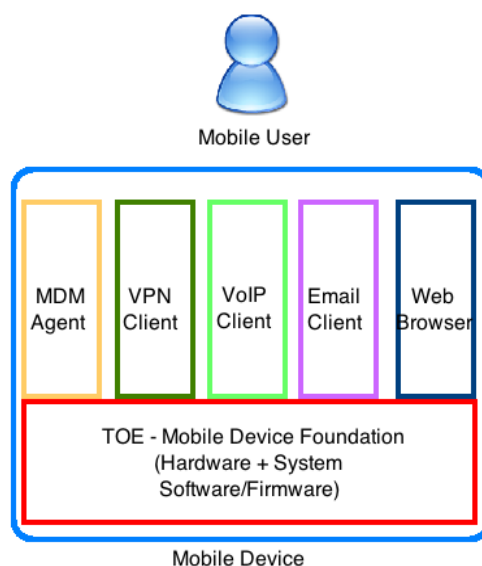 Mobile User
MDM
Agent
VPN
Client
VoIP
Client
Email
Client
Web
Browser
TOE - Mobile Device Foundation
(Hardware + System
Software/Firmware)
Mobile Device